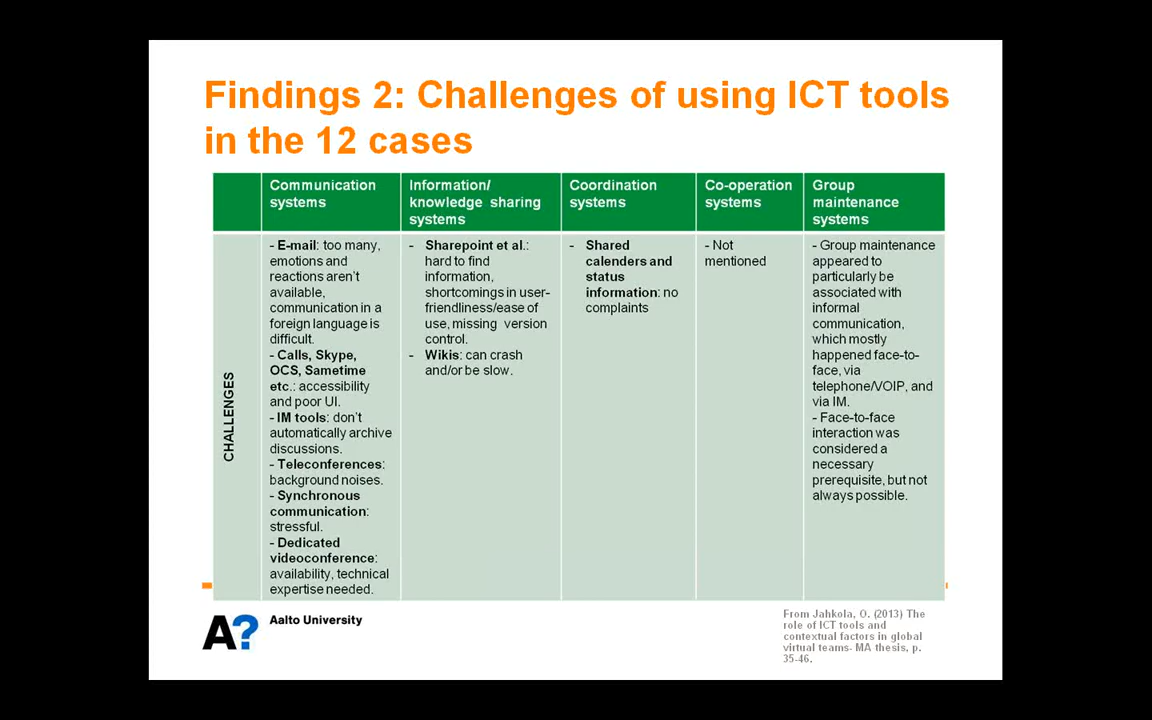 Findings 2: Challenges of using ICT tools
in the 12 cases
Communication
systems
Information/
knowledge sharing
systems
Coordination
systems
Co-operation
systems
Group
maintenance
systems
CHALLENGES
- E-mail: too many,
emotions and
reactions aren't
available,
communication in a
foreign language is
difficult.
- Calls, Skype,
OCS, Sametime
etc.: accessibility
and poor UI.
- IM tools: don't
automatically archive
discussions.
- Teleconferences:
background noises.
- Synchronous
communication:
stressful.
- Dedicated
videoconference:
availability, technical
expertise needed.
- Sharepoint et al.:
hard to find
information,
shortcomings in user-
friendliness/ease of
use, missing version
control.
- Wikis: can crash
and/or be slow.
- Shared
calenders and
status
information: no
complaints
- Not
mentioned
- Group maintenance
appeared to
particularly be
associated with
informal
communication,
which mostly
happened face-to-
face, via
telephone/VOIP, and
via IM.
- Face-to-face
interaction was
considered a
necessary
prerequisite, but not
always possible.
A?
Aalto University
From Jahkola, O. (2013) The
role of ICT tools and
contextual factors in global
virtual teams- MA thesis, p.
35-46.